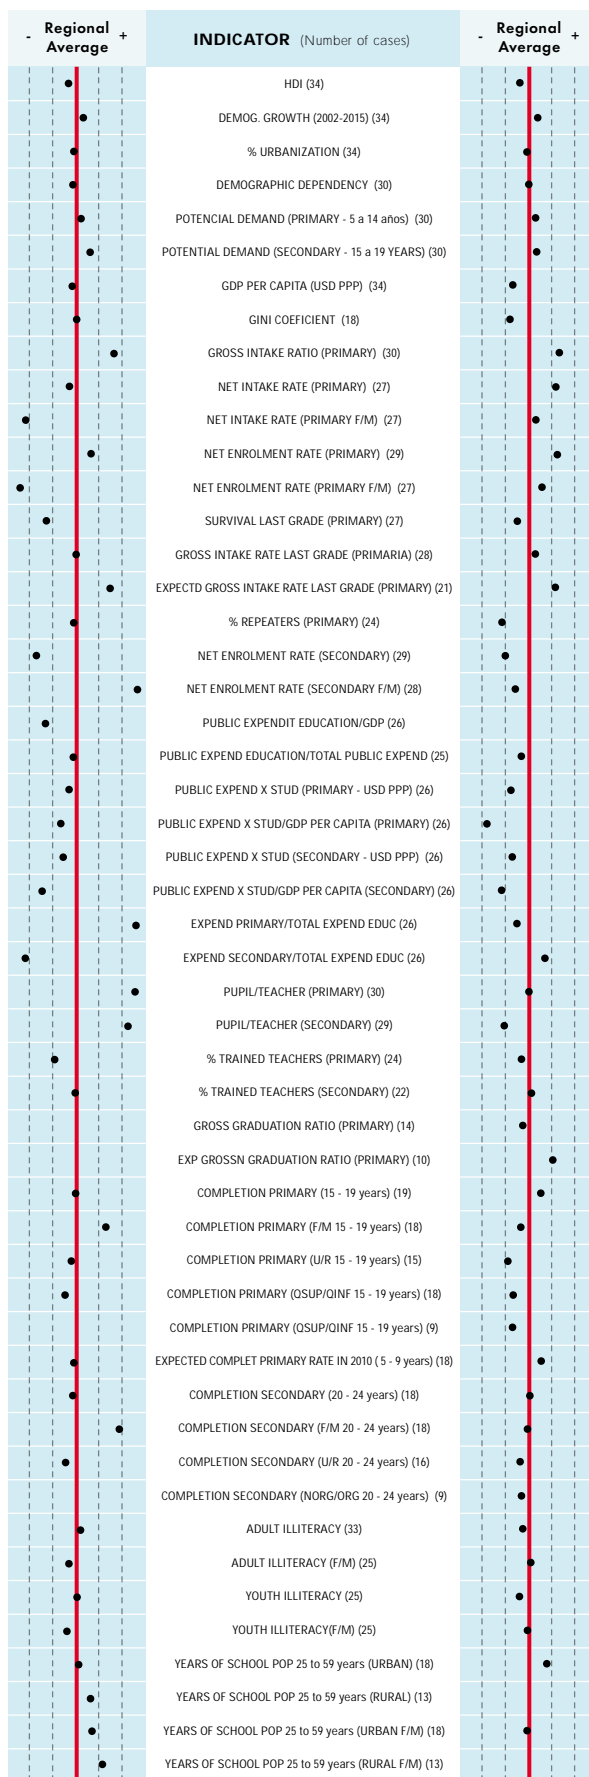 - Regional Average +
INDICATOR (Number of cases)
- Regional Average +
HDI (34)
DEMOG. GROWTH (2002-2015) (34)
% URBANIZATION (34)
DEMOGRAPHIC DEPENDENCY (30)
POTENCIAL DEMAND (PRIMARY - 5 a 14 años) (30)
POTENTIAL DEMAND (SECONDARY - 15 a 19 YEARS) (30)
GDP PER CAPITA (USD PPP) (34)
GINI COEFICIENT (18)
GROSS INTAKE RATIO (PRIMARY) (30)
NET INTAKE RATE (PRIMARY) (27)
NET INTAKE RATE (PRIMARY F/M) (27)
NET ENROLMENT RATE (PRIMARY) (29)
NET ENROLMENT RATE (PRIMARY F/M) (27)
SURVIVAL LAST GRADE (PRIMARY) (27)
GROSS INTAKE RATE LAST GRADE (PRIMARIA) (28)
EXPECTD GROSS INTAKE RATE LAST GRADE (PRIMARY) (21)
% REPEATERS (PRIMARY) (24)
NET ENROLMENT RATE (SECONDARY) (29)
NET ENROLMENT RATE (SECONDARY F/M) (28)
PUBLIC EXPENDIT EDUCATION/GDP (26)
PUBLIC EXPEND EDUCATION/TOTAL PUBLIC EXPEND (25)
PUBLIC EXPEND X STUD (PRIMARY - USD PPP) (26)
PUBLIC EXPEND X STUD/GDP PER CAPITA (PRIMARY) (26)
PUBLIC EXPEND X STUD (SECONDARY - USD PPP) (26)
PUBLIC EXPEND X STUD/GDP PER CAPITA (SECONDARY) (26)
EXPEND PRIMARY/TOTAL EXPEND EDUC (26)
EXPEND SECONDARY/TOTAL EXPEND EDUC (26)
PUPIL/TEACHER (PRIMARY) (30)
PUPIL/TEACHER (SECONDARY) (29)
% TRAINED TEACHERS (PRIMARY) (24)
% TRAINED TEACHERS (SECONDARY) (22)
GROSS GRADUATION RATIO (PRIMARY) (14)
EXP GROSSN GRADUATION RATIO (PRIMARY) (10)
COMPLETION PRIMARY (15 - 19 years) (19)
COMPLETION PRIMARY (F/M 15 - 19 years) (18)
COMPLETION PRIMARY (U/R 15 - 19 years) (15)
COMPLETION PRIMARY (QSUP/QINF 15 - 19 years) (18)
COMPLETION PRIMARY (QSUP/QINF 15 - 19 years) (9)
EXPECTED COMPLET PRIMARY RATE IN 2010 ( 5 - 9 years) (18)
COMPLETION SECONDARY (20 - 24 years) (18)
COMPLETION SECONDARY (F/M 20 - 24 years) (18)
COMPLETION SECONDARY (U/R 20 - 24 years) (16)
COMPLETION SECONDARY (NORG/ORG 20 - 24 years) (9)
ADULT ILLITERACY (33)
ADULT ILLITERACY (F/M) (25)
YOUTH ILLITERACY (25)
YOUTH ILLITERACY(F/M) (25)
YEARS OF SCHOOL POP 25 to 59 years (URBAN) (18)
YEARS OF SCHOOL POP 25 to 59 years (RURAL) (13)
YEARS OF SCHOOL POP 25 to 59 years (URBAN F/M) (18)
YEARS OF SCHOOL POP 25 to 59 years (RURAL F/M) (13)